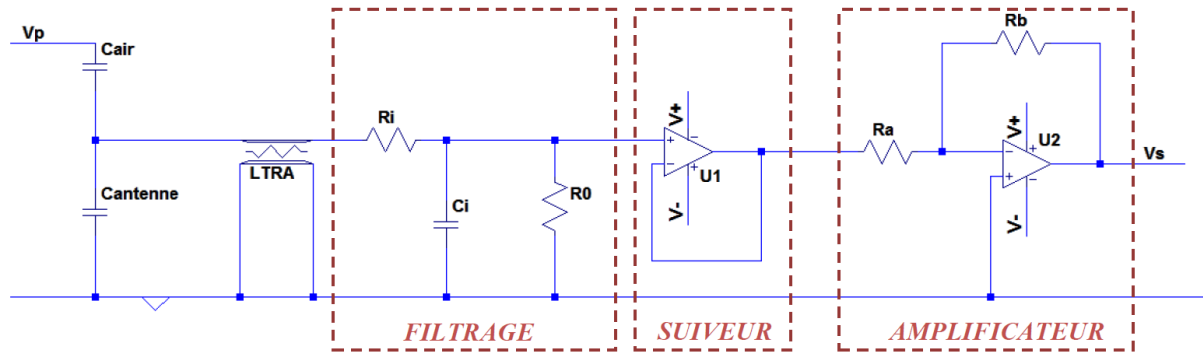 Vp
Cair
Cantenne
LTRA
Ri
Ci
R0
FILTRAGE
V+
+
−
−
+
U1
V-
SUIVEUR
Rb
Ra
V+
−
+
+
−
U2
V-
Vs
AMPLIFICATEUR